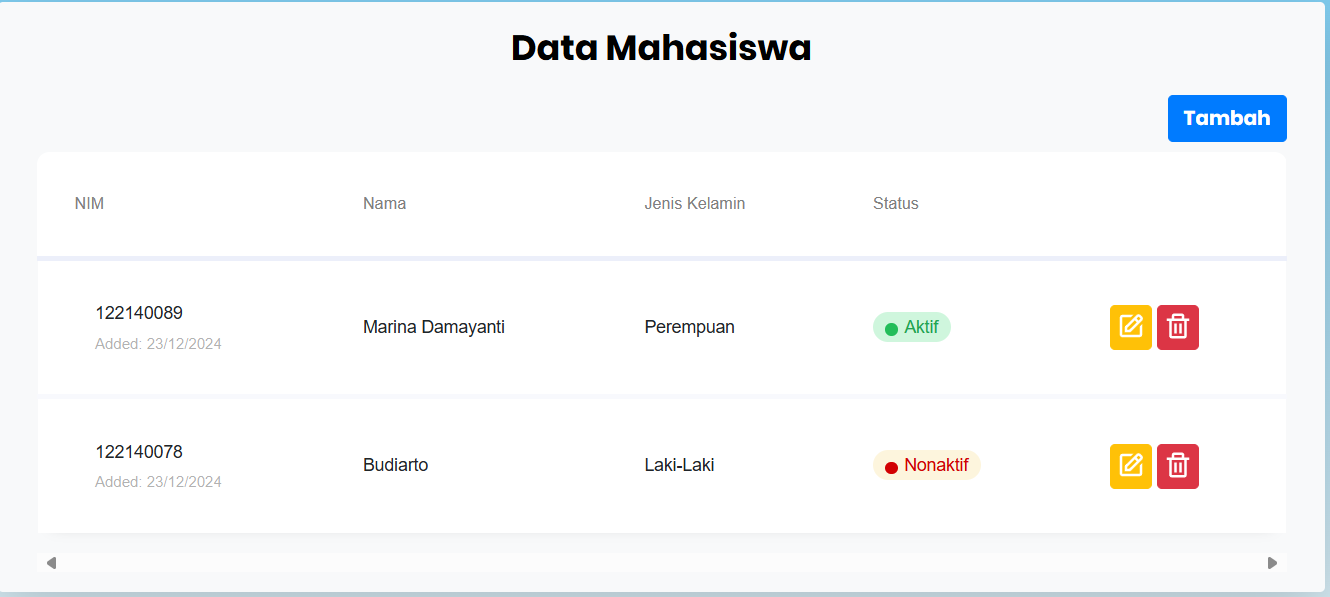 Data Mahasiswa
Tambah
NIM Nama Jenis Kelamin Status
122140089
Added: 23/12/2024
Marina Damayanti Perempuan Aktif
122140078
Added: 23/12/2024
Budiarto Laki-Laki Nonaktif